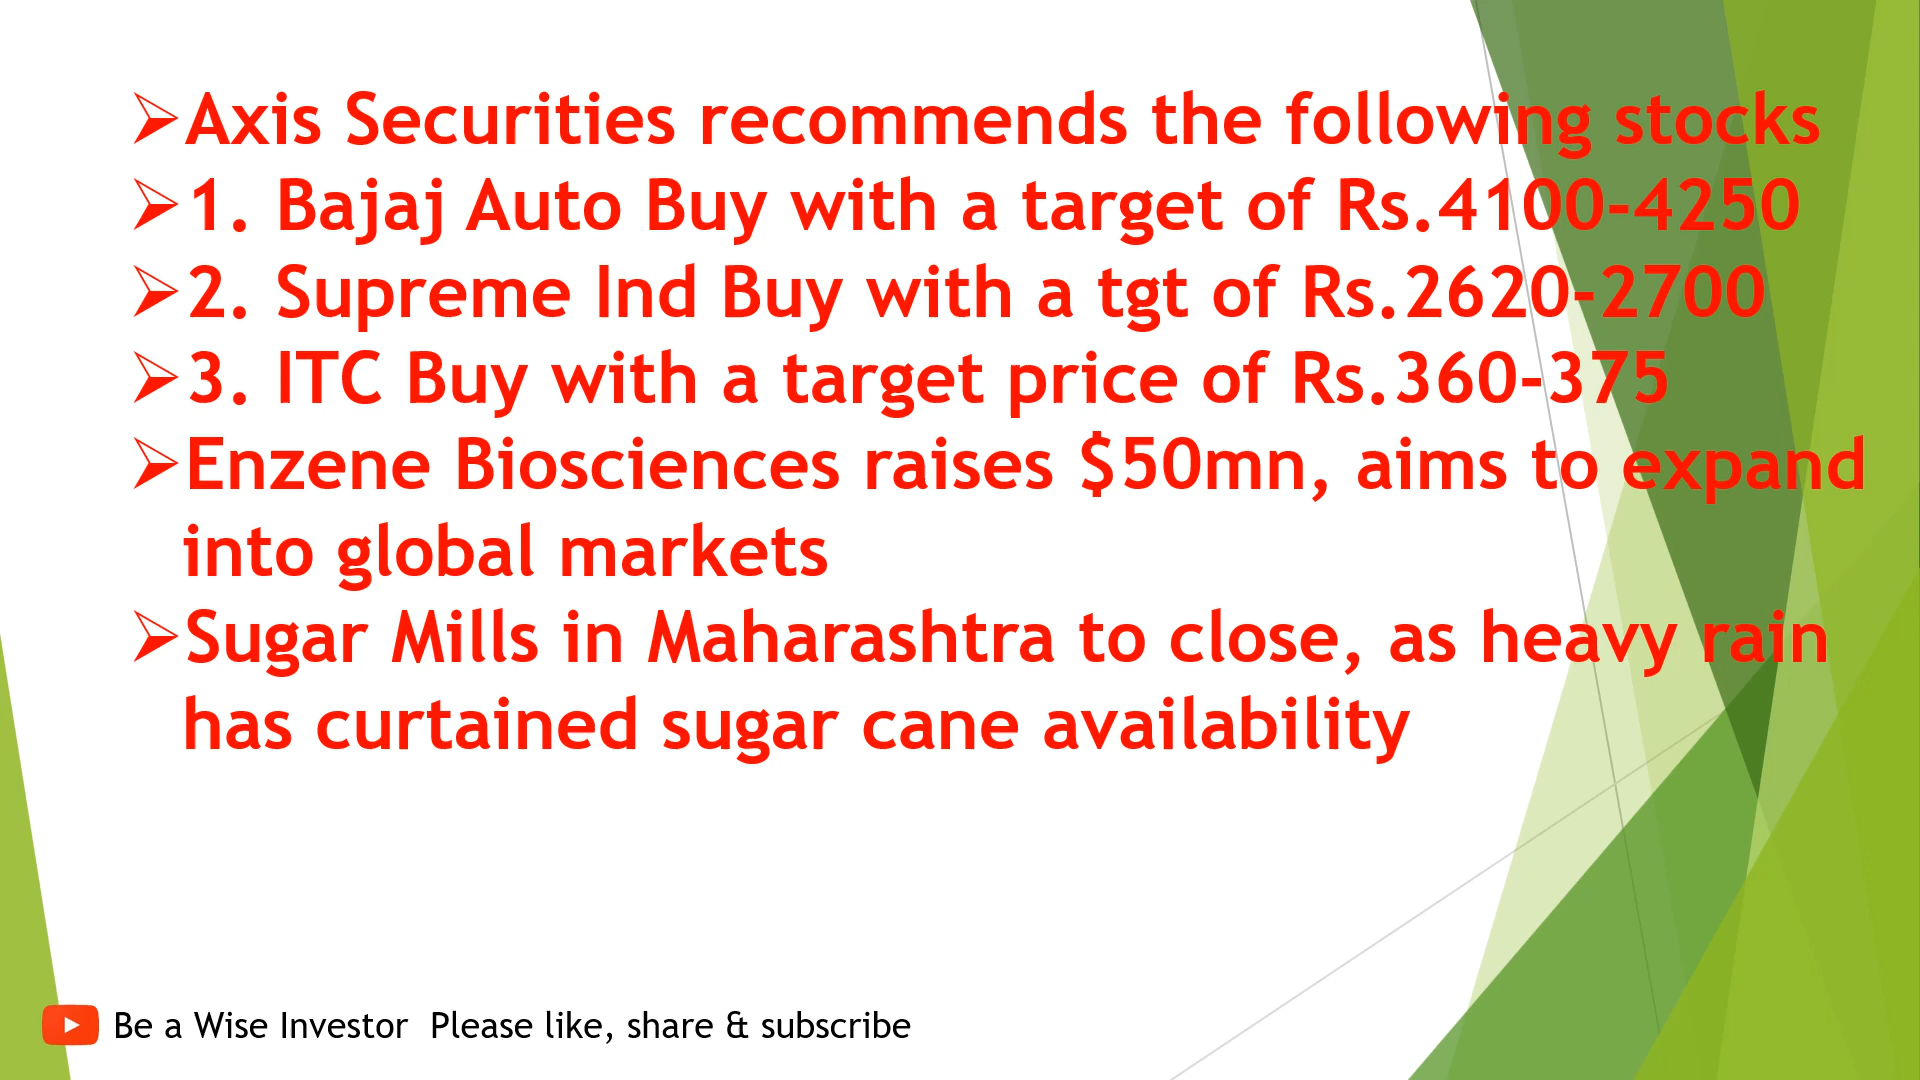 ➢Axis Securities recommends the following stocks
➢1. Bajaj Auto Buy with a target of Rs.4100-4250
➢2. Supreme Ind Buy with a tgt of Rs.2620-2700
➢3. ITC Buy with a target price of Rs.360-375
➢Enzene Biosciences raises $50mn, aims to expand
into global markets
➢Sugar Mills in Maharashtra to close, as heavy rain
has curtained sugar cane availability
Be a Wise Investor  Please like, share & subscribe